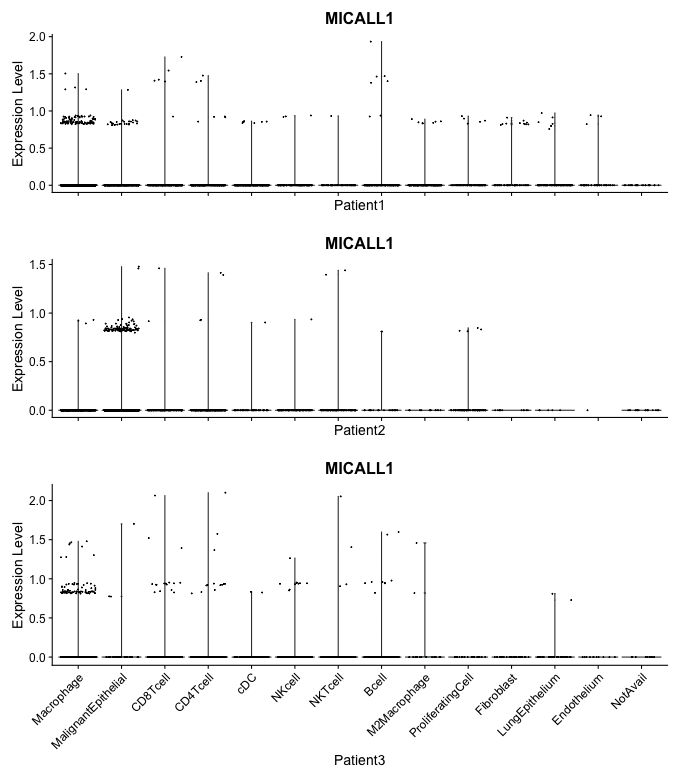 MICALL1
Expression Level
2.0
1.5
1.0
0.5
0.0
Patient1
MICALL1
Expression Level
1.5
1.0
0.5
0.0
Patient2
MICALL1
Expression Level
2.0
1.5
1.0
0.5
0.0
Macrophage
MalignantEpithelial
CD8Tcell
CD4Tcell
cDC
NKcell
NKTcell
Bcell
M2Macrophage
ProliferatingCell
Fibroblast
LungEpithelium
Endothelium
NotAvail
Patient3